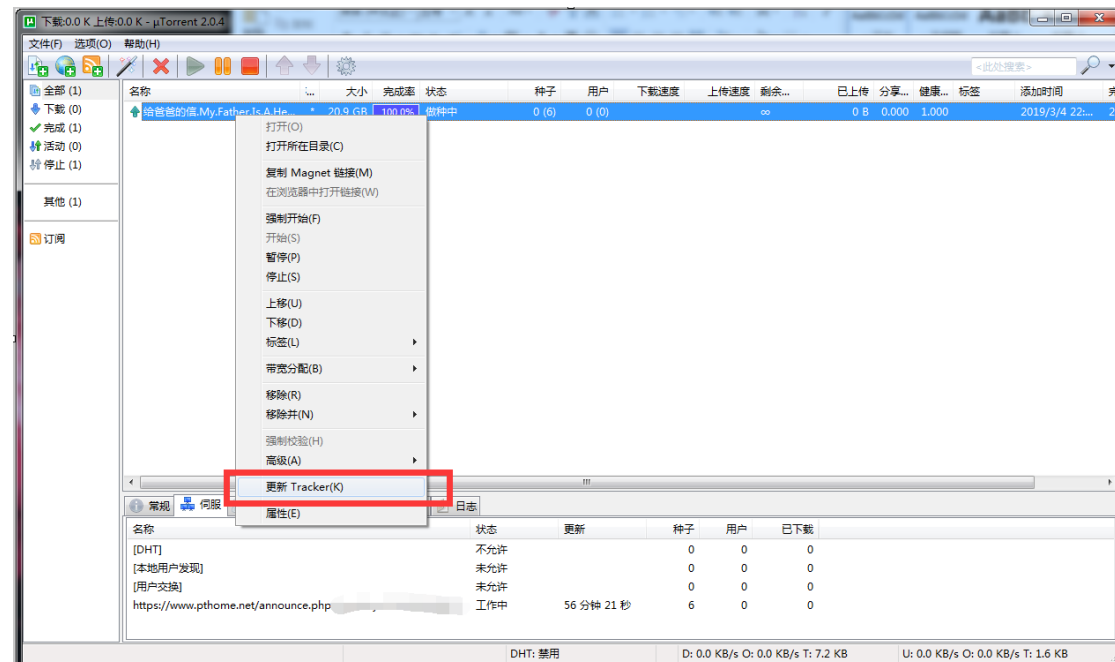 下载:0.0 K 上传:0.0 K - µTorrent 2.0.4
文件(F) 选项(O) 帮助(H)
<此处搜索>
全部 (1)
下载 (0)
完成 (1)
活动 (0)
停止 (1)
其他 (1)
订阅
名称 大小 完成率 状态 种子 用户 下载速度 上传速度 剩余... 已上传 分享... 健康... 标签 添加时间
给爸爸的信.My.Father.Is.A.He... * 20.9 GB 100.0% 做种中 0 (6) 0 (0) ∞ 0 B 0.000 1.000 2019/3/4 22:...
打开(O)
打开所在目录(C)
复制 Magnet 链接(M)
在浏览器中打开链接(W)
强制开始(F)
开始(S)
暂停(P)
停止(S)
上移(U)
下移(D)
标签(L)
带宽分配(B)
移除(R)
移除并(N)
强制校验(H)
高级(A)
更新 Tracker(K)
属性(E)
常规 伺服 日志
名称 状态 更新 种子 用户 已下载
[DHT] 不允许 0 0 0
[本地用户发现] 未允许 0 0 0
[用户交换] 未允许 0 0 0
https://www.pthome.net/announce.php 工作中 56 分钟 21 秒 6 0 0
DHT: 禁用 D: 0.0 KB/s O: 0.0 KB/s T: 7.2 KB U: 0.0 KB/s O: 0.0 KB/s T: 1.6 KB